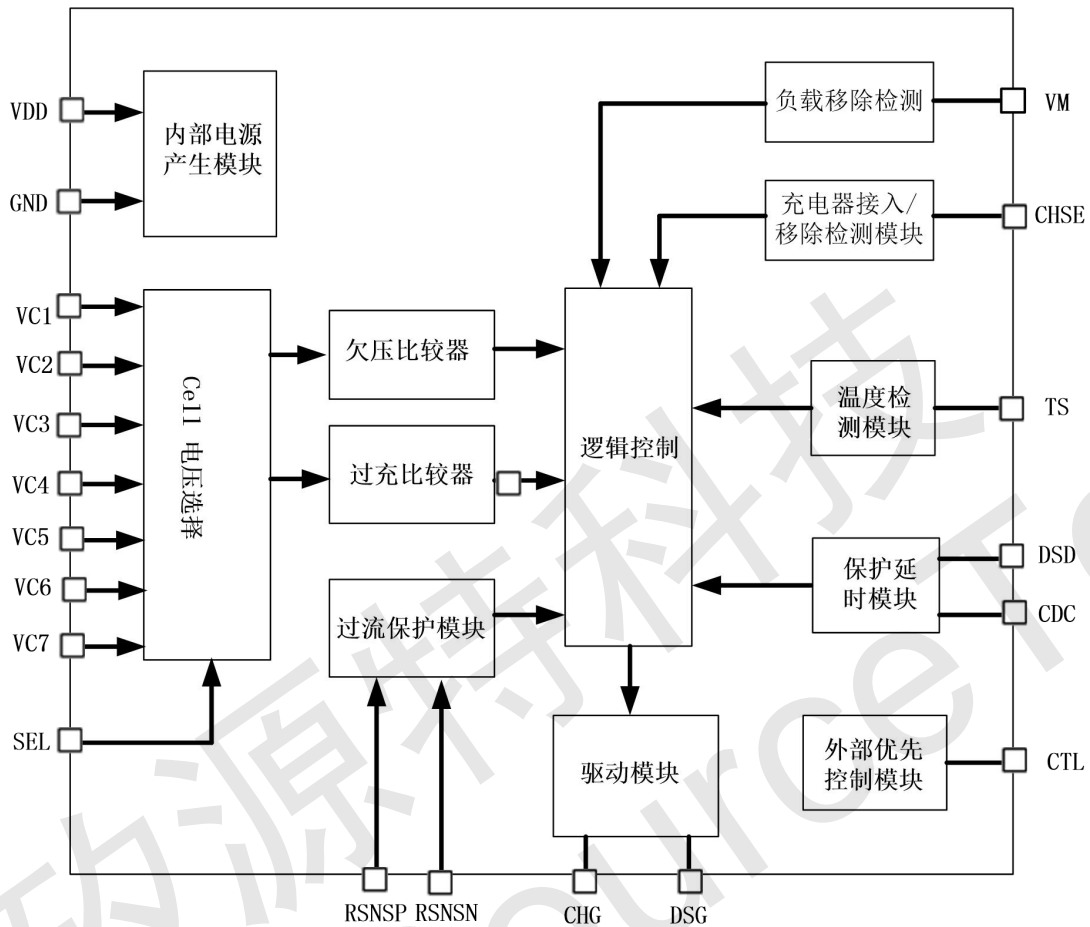 负载移除检测
VM
VDD
内部电源
产生模块
GND
充电器接入/
移除检测模块
CHSE
VC1
VC2
VC3
VC4
VC5
VC6
VC7
Cell 电压选择
欠压比较器
过充比较器
过流保护模块
逻辑控制
温度检
测模块
TS
保护延
时模块
DSD
CDC
SEL
驱动模块
外部优先
控制模块
CTL
RSNSP
RSNSN
CHG
DSG
源特科技